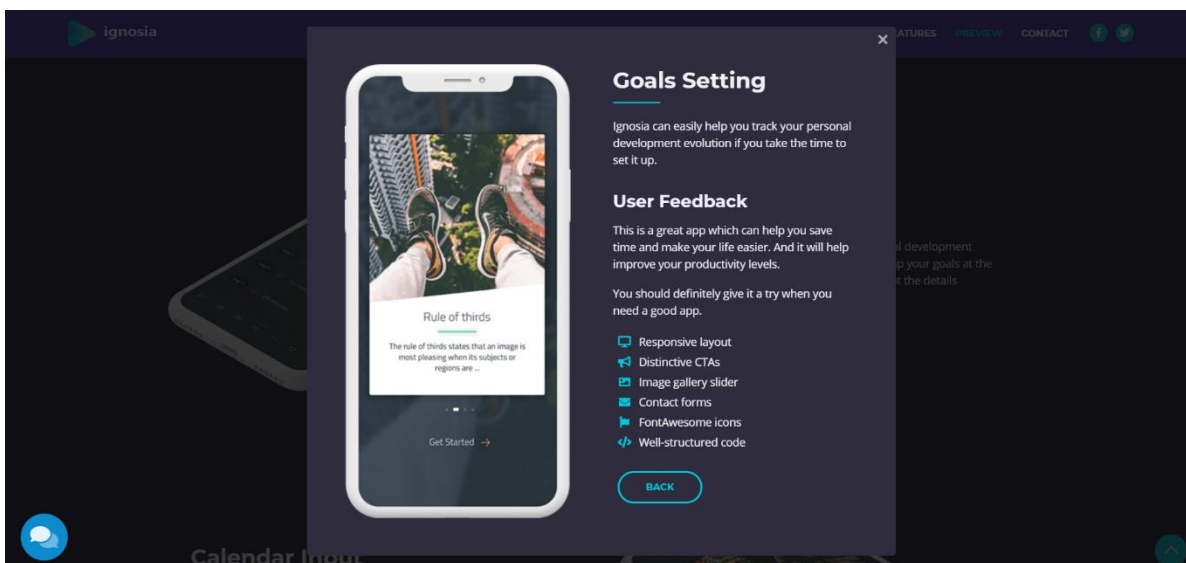 ignosia
ATURES PREVIEW CONTACT
×
Goals Setting
Ignosia can easily help you track your personal
development evolution if you take the time to
set it up.
User Feedback
This is a great app which can help you save
time and make your life easier. And it will help
improve your productivity levels.
You should definitely give it a try when you
need a good app.
Responsive layout
Distinctive CTAs
Image gallery slider
Contact forms
FontAwesome icons
Well-structured code
BACK
Rule of thirds
The rule of thirds states that an image is
most pleasing when its subjects or
regions are ...
Get Started →
development
p your goals at the
t the details
Calendar Input